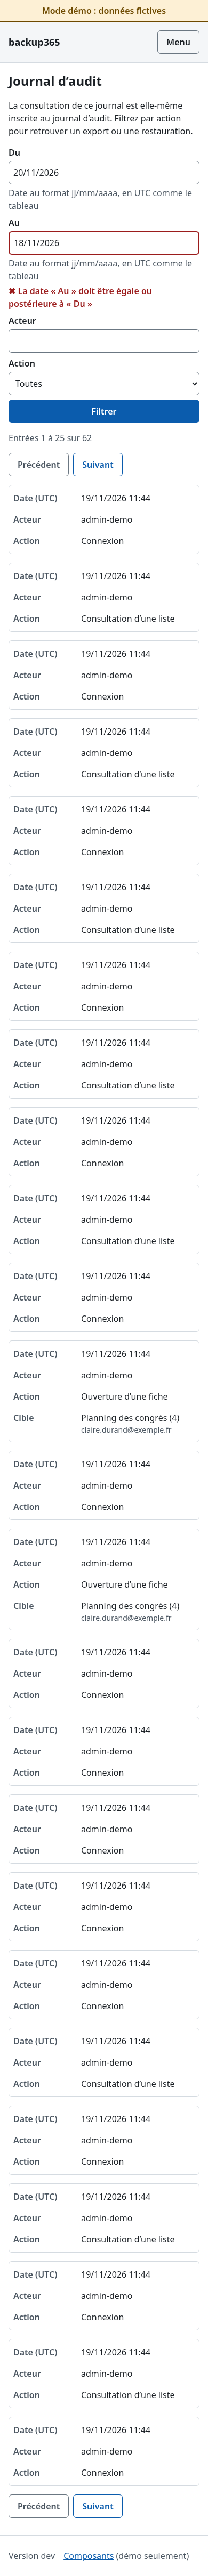 Mode démo : données fictives
backup365
Menu
Journal d’audit
La consultation de ce journal est elle-même
inscrite au journal d’audit. Filtrez par action
pour retrouver un export ou une restauration.
Du
20/11/2026
Date au format jj/mm/aaaa, en UTC comme le
tableau
Au
18/11/2026
Date au format jj/mm/aaaa, en UTC comme le
tableau
✖ La date « Au » doit être égale ou
postérieure à « Du »
Acteur
Action
Toutes
Filtrer
Entrées 1 à 25 sur 62
Précédent Suivant
Date (UTC) 19/11/2026 11:44
Acteur admin-demo
Action Connexion
Date (UTC) 19/11/2026 11:44
Acteur admin-demo
Action Consultation d’une liste
Date (UTC) 19/11/2026 11:44
Acteur admin-demo
Action Connexion
Date (UTC) 19/11/2026 11:44
Acteur admin-demo
Action Consultation d’une liste
Date (UTC) 19/11/2026 11:44
Acteur admin-demo
Action Connexion
Date (UTC) 19/11/2026 11:44
Acteur admin-demo
Action Consultation d’une liste
Date (UTC) 19/11/2026 11:44
Acteur admin-demo
Action Connexion
Date (UTC) 19/11/2026 11:44
Acteur admin-demo
Action Consultation d’une liste
Date (UTC) 19/11/2026 11:44
Acteur admin-demo
Action Connexion
Date (UTC) 19/11/2026 11:44
Acteur admin-demo
Action Consultation d’une liste
Date (UTC) 19/11/2026 11:44
Acteur admin-demo
Action Connexion
Date (UTC) 19/11/2026 11:44
Acteur admin-demo
Action Ouverture d’une fiche
Cible Planning des congrès (4)
claire.durand@exemple.fr
Date (UTC) 19/11/2026 11:44
Acteur admin-demo
Action Connexion
Date (UTC) 19/11/2026 11:44
Acteur admin-demo
Action Ouverture d’une fiche
Cible Planning des congrès (4)
claire.durand@exemple.fr
Date (UTC) 19/11/2026 11:44
Acteur admin-demo
Action Connexion
Date (UTC) 19/11/2026 11:44
Acteur admin-demo
Action Connexion
Date (UTC) 19/11/2026 11:44
Acteur admin-demo
Action Connexion
Date (UTC) 19/11/2026 11:44
Acteur admin-demo
Action Connexion
Date (UTC) 19/11/2026 11:44
Acteur admin-demo
Action Connexion
Date (UTC) 19/11/2026 11:44
Acteur admin-demo
Action Consultation d’une liste
Date (UTC) 19/11/2026 11:44
Acteur admin-demo
Action Connexion
Date (UTC) 19/11/2026 11:44
Acteur admin-demo
Action Consultation d’une liste
Date (UTC) 19/11/2026 11:44
Acteur admin-demo
Action Connexion
Date (UTC) 19/11/2026 11:44
Acteur admin-demo
Action Consultation d’une liste
Date (UTC) 19/11/2026 11:44
Acteur admin-demo
Action Connexion
Précédent Suivant
Version dev Composants (démo seulement)